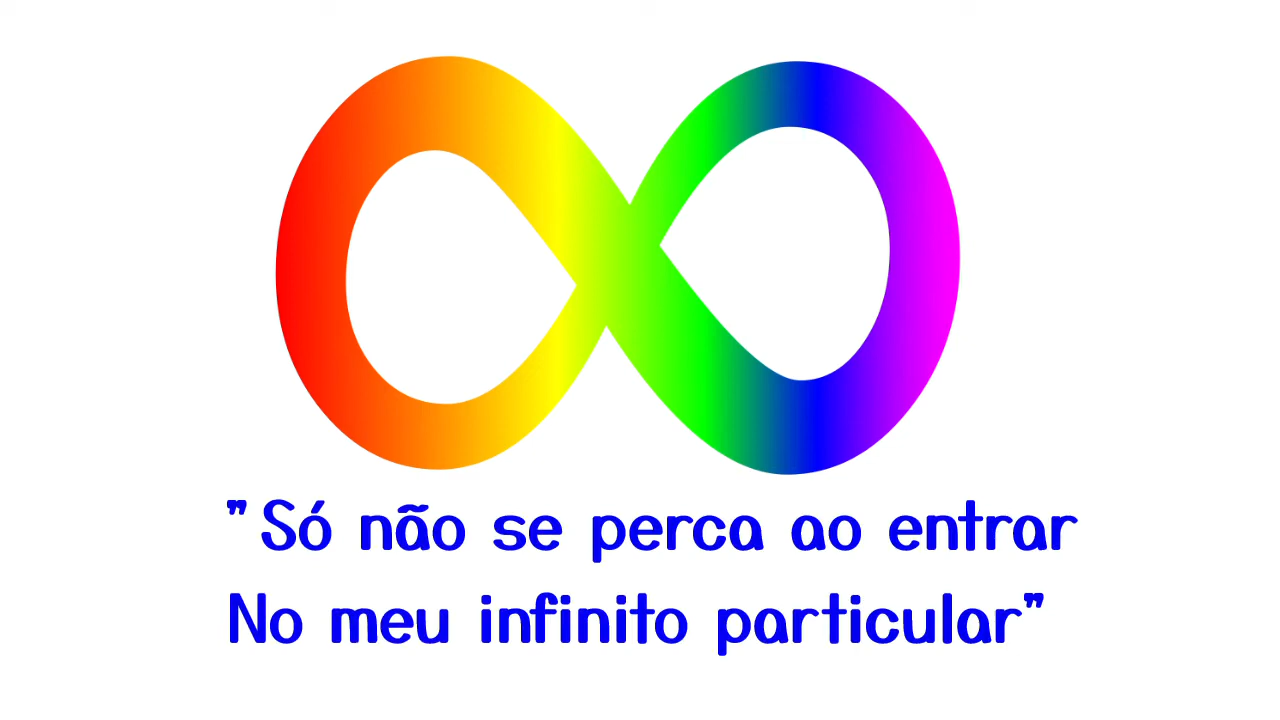 "Só não se perca ao entrar
No meu infinito particular"